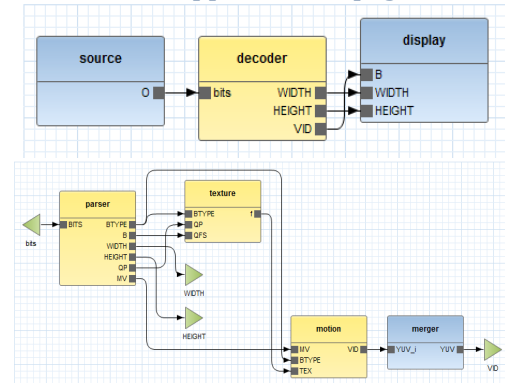 source
O
decoder
bits
WIDTH
HEIGHT
VID
display
B
WIDTH
HEIGHT
bits
parser
BITS
BTYPE
B
WIDTH
HEIGHT
QP
MV
texture
BTYPE
QP
QFS
f
WIDTH
HEIGHT
motion
MV
BTYPE
TEX
VID
merger
YUV_i
YUV
VID